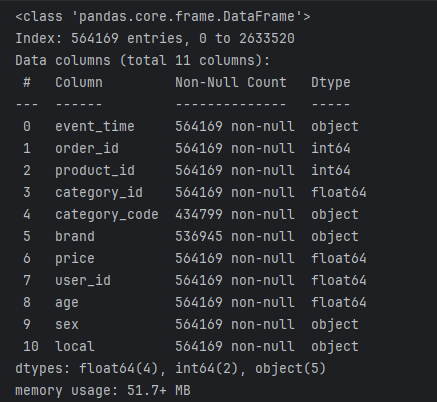 <class 'pandas.core.frame.DataFrame'>
Index: 564169 entries, 0 to 2633520
Data columns (total 11 columns):
 #   Column         Non-Null Count   Dtype
---  ------         --------------   -----
 0   event_time     564169 non-null  object
 1   order_id       564169 non-null  int64
 2   product_id     564169 non-null  int64
 3   category_id    564169 non-null  float64
 4   category_code  434799 non-null  object
 5   brand          536945 non-null  object
 6   price          564169 non-null  float64
 7   user_id        564169 non-null  float64
 8   age            564169 non-null  float64
 9   sex            564169 non-null  object
 10  local          564169 non-null  object
dtypes: float64(4), int64(2), object(5)
memory usage: 51.7+ MB